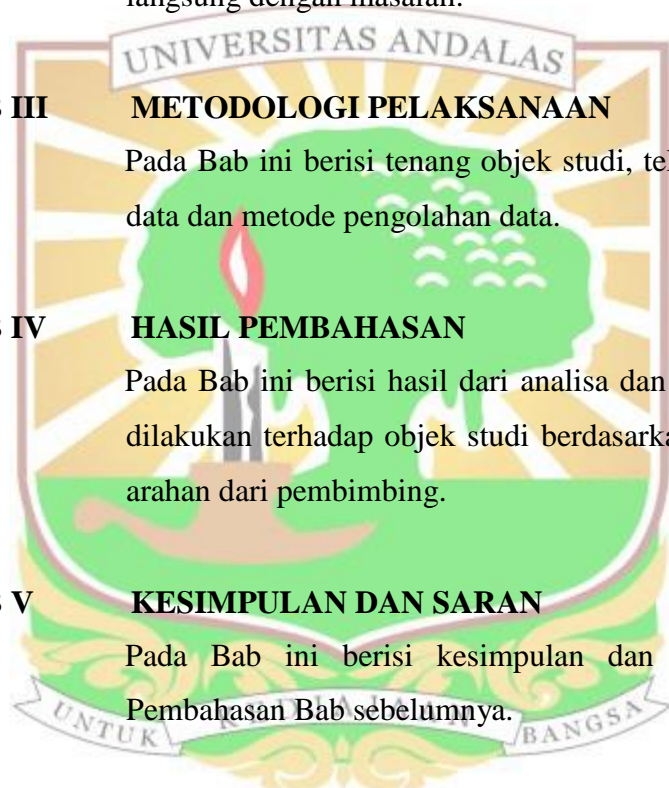 langsung dengan
UNIVERSITAS ANDALAS
III METODOLOGI PELAKSANAAN
Pada Bab ini berisi tenang objek studi,
data dan metode pengolahan data.
IV HASIL PEMBAHASAN
Pada Bab ini berisi hasil dari analisa dan
dilakukan terhadap objek studi
arahan dari pembimbing.
V KESIMPULAN DAN SARAN
Pada Bab ini berisi kesimpulan dan
Pembahasan Bab sebelumnya.
UNTUK KEDJAJAAN BANGSA